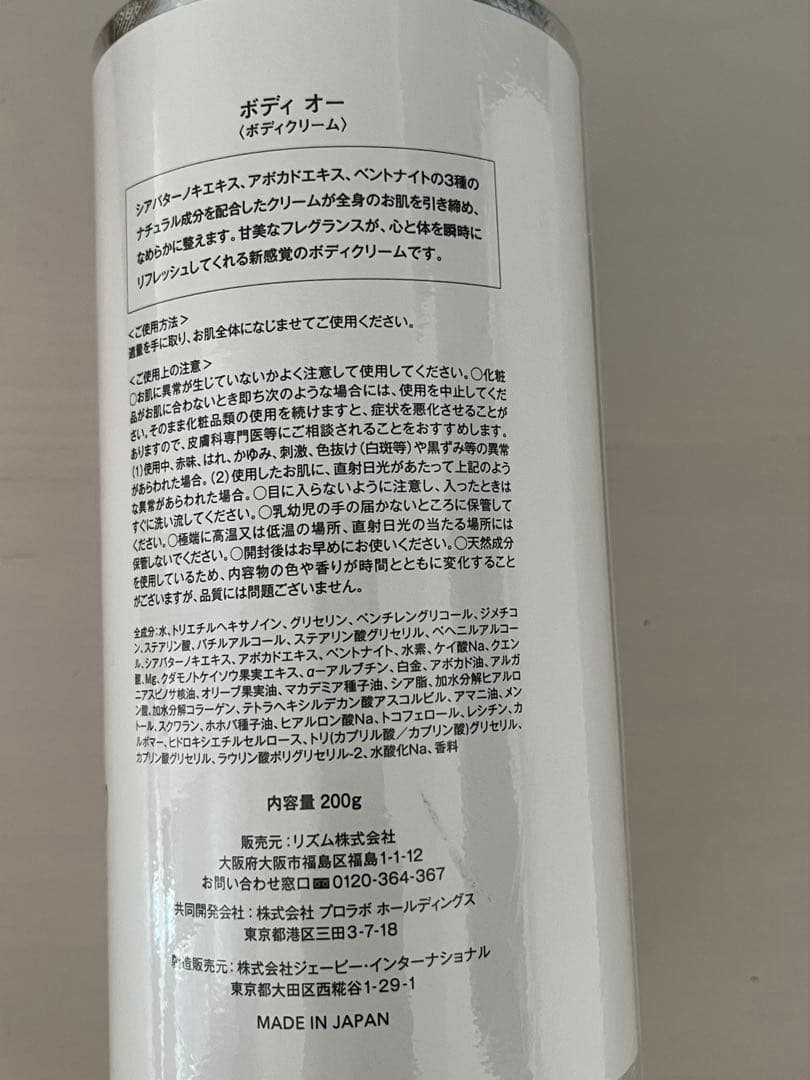 ボディ オー
〈ボディクリーム〉
シアバターノキエキス、アボカドエキス、ベントナイトの3種の
ナチュラル成分を配合したクリームが全身のお肌を引き締め、
なめらかに整えます。甘美なフレグランスが、心と体を瞬時に
リフレッシュしてくれる新感覚のボディクリームです。
＜ご使用方法＞
適量を手に取り、お肌全体になじませてご使用ください。
＜ご使用上の注意＞
○お肌に異常が生じていないかよく注意して使用してください。○化粧
品がお肌に合わないとき即ち次のような場合には、使用を中止してくだ
さい。そのまま化粧品類の使用を続けますと、症状を悪化させることが
ありますので、皮膚科専門医等にご相談されることをおすすめします。
(1)使用中、赤味、はれ、かゆみ、刺激、色抜け(白斑等)や黒ずみ等の異常
があらわれた場合。(2)使用したお肌に、直射日光があたって上記のよう
な異常があらわれた場合。○目に入らないように注意し、入ったときは
すぐに洗い流してください。○乳幼児の手の届かないところに保管して
ください。○極端に高温又は低温の場所、直射日光の当たる場所には
保管しないでください。○開封後はお早めにお使いください。○天然成分
を使用しているため、内容物の色や香りが時間とともに変化すること
がございますが、品質には問題ございません。
全成分:水、トリエチルヘキサノイン、グリセリン、ペンチレングリコール、ジメチコ
ン、ステアリン酸、バチルアルコール、ステアリン酸グリセリル、ベヘニルアルコー
ル、シアバターノキエキス、アボカドエキス、ベントナイト、水素、ケイ酸Na、クエン
酸、Mg、クダモノトケイソウ果実エキス、α-アルブチン、白金、アボカド油、アルガ
ニアスピノサ核油、オリーブ果実油、マカデミア種子油、シア脂、加水分解ヒアルロ
ン酸、加水分解コラーゲン、テトラヘキシルデカン酸アスコルビル、アマニ油、メン
トール、スクワラン、ホホバ種子油、ヒアルロン酸Na、トコフェロール、レシチン、カ
ルボマー、ヒドロキシエチルセルロース、トリ(カプリル酸／カプリン酸)グリセリル、
カプリン酸グリセリル、ラウリン酸ポリグリセリル-2、水酸化Na、香料
内容量 200g
販売元:リズム株式会社
大阪府大阪市福島区福島1-1-12
お問い合わせ窓口 0120-364-367
共同開発会社:株式会社 プロラボ ホールディングス
東京都港区三田3-7-18
製造販売元:株式会社ジェーピー・インターナショナル
東京都大田区西糀谷1-29-1
MADE IN JAPAN